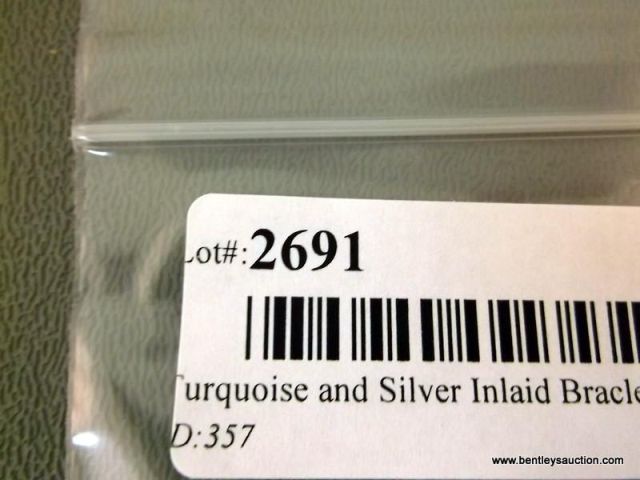 Lot#:2691
Turquoise and Silver Inlaid Bracle
D:357
www.bentleysauction.com